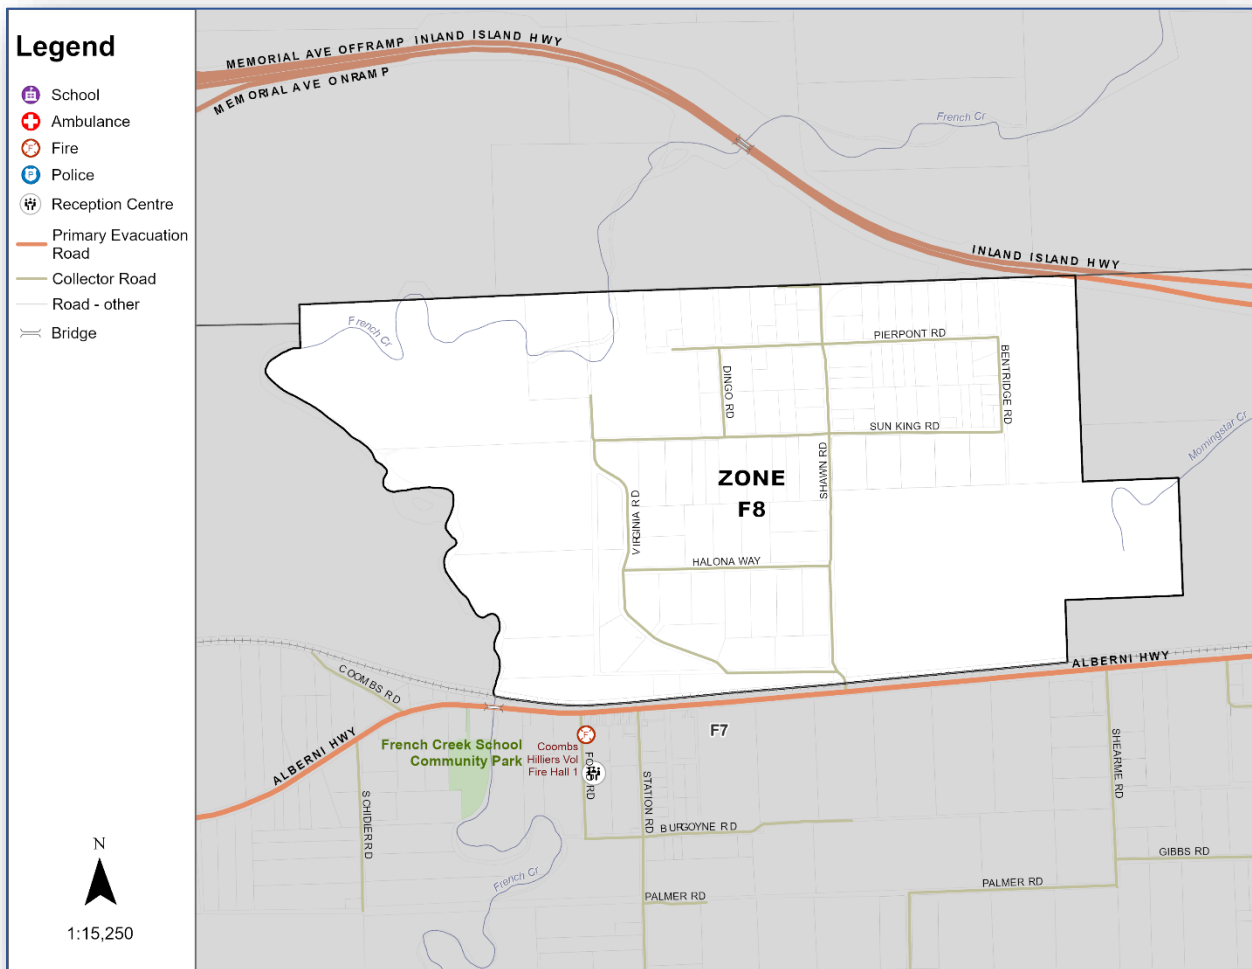 Legend
School
Ambulance
Fire
Police
Reception Centre
Primary Evacuation
Road
Collector Road
Road - other
Bridge
N
1:15,250
MEMORIAL AVE OFFRAMP
INLAND ISLAND HWY
MEMORIAL AVE ONRAMP
French Cr
INLAND ISLAND HWY
French Cr
PIERPONT RD
BENTRIDGE RD
DINGO RD
SUN KING RD
Morningstar Cr
SHAWN RD
ZONE
F8
VIRGINIA RD
HALONA WAY
ALBERNI HWY
COOMBS RD
F7
ALBERNI HWY
French Creek School
Community Park
Coombs
Hilliers Vol
Fire Hall 1
RD
STATION RD
SHEARME RD
SCHIDIER RD
BURGOYNE RD
GIBBS RD
French Cr
PALMER RD
PALMER RD